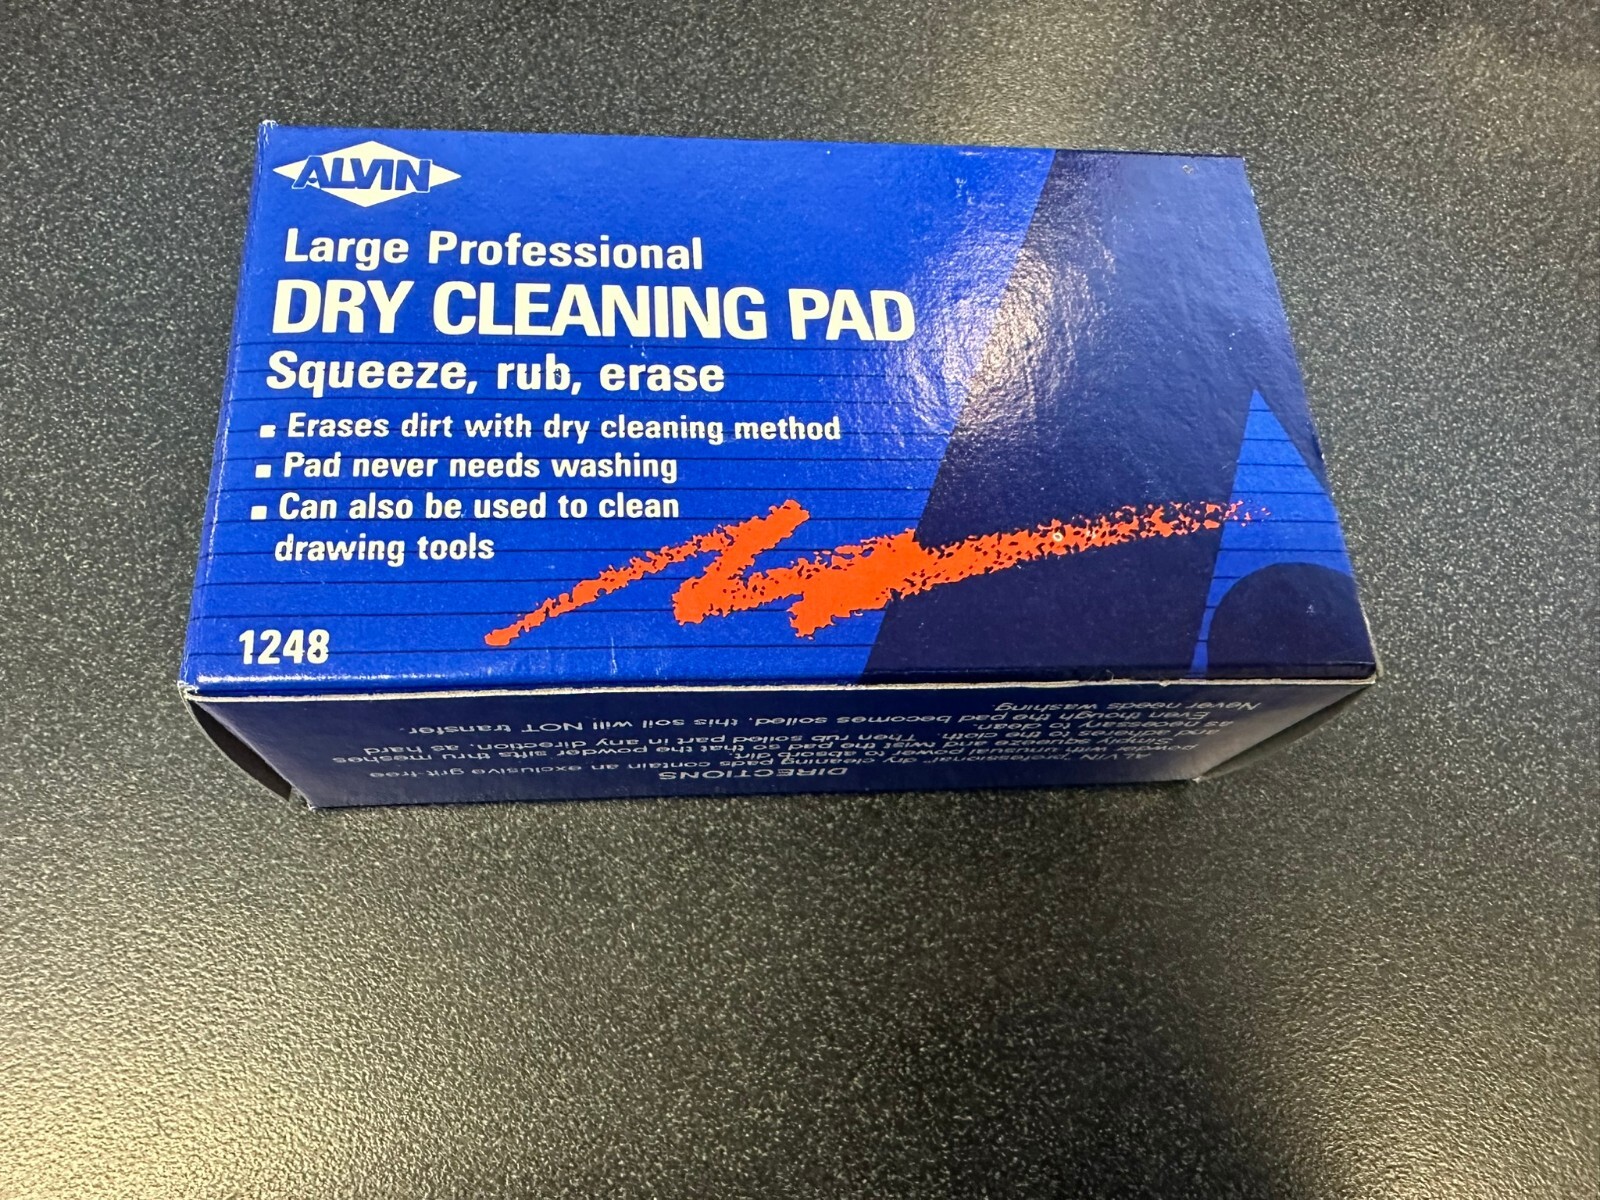 ALVIN
Large Professional
DRY CLEANING PAD
Squeeze, rub, erase
▪ Erases dirt with dry cleaning method
▪ Pad never needs washing
▪ Can also be used to clean
drawing tools
1248
DIRECTIONS
ALVIN "professional" dry cleaning pads contain an exclusive grit-free
powder with unusual power to absorb dirt.
Squeeze and twist the pad so that the powder sifts thru meshes
and adheres to the cloth. Then rub soiled part in any direction, as hard
as necessary to clean.
Even though the pad becomes soiled, this soil will NOT transfer.
Never needs washing